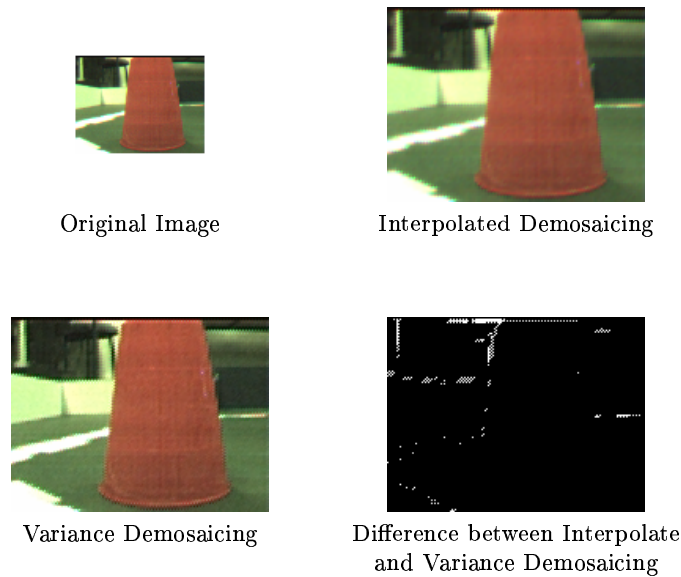 Original Image
Interpolated Demosaicing
Variance Demosaicing
Difference between Interpolate
and Variance Demosaicing